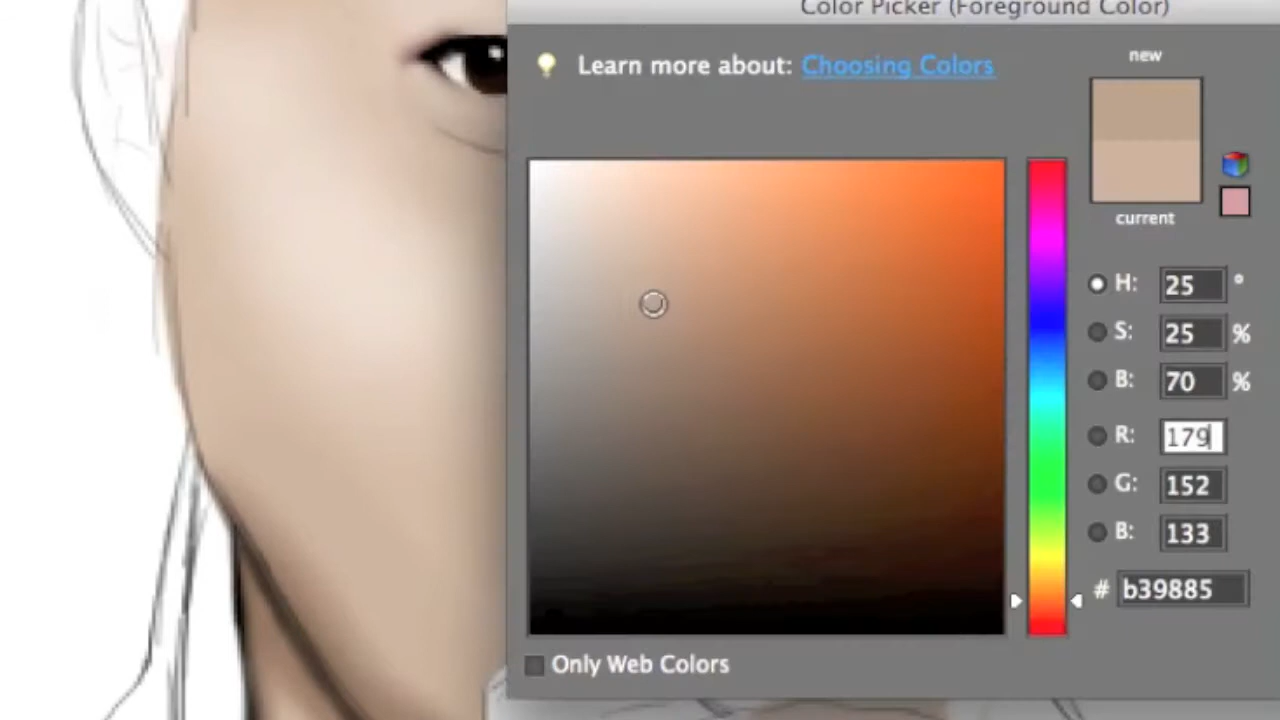 Color Picker (Foreground Color)
Learn more about: Choosing Colors
new
current
H: 25 °
S: 25 %
B: 70 %
R: 179
G: 152
B: 133
# b39885
Only Web Colors